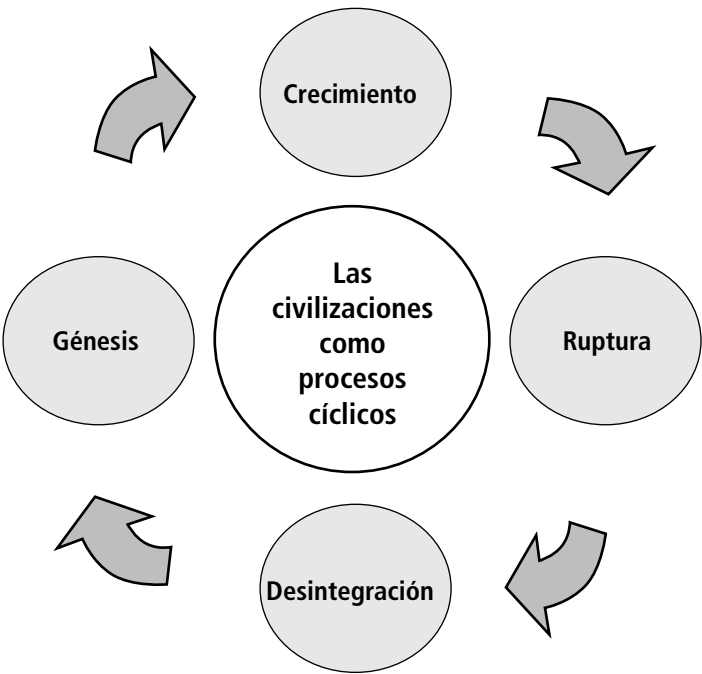 Crecimiento
Génesis
Las
civilizaciones
como
procesos
cíclicos
Ruptura
Desintegración